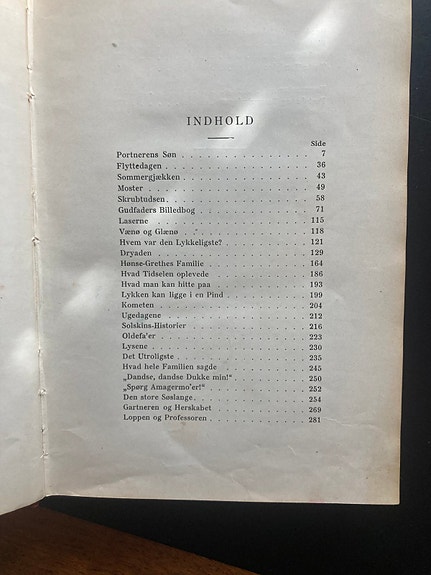 INDHOLD
Side
Portnerens Søn . . . . . . . . . . . . 7
Flyttedagen . . . . . . . . . . . . 36
Sommergjækken . . . . . . . . . . . . 43
Moster . . . . . . . . . . . . 49
Skrubtudsen . . . . . . . . . . . . 58
Gudfaders Billedbog . . . . . . . . . . . . 71
Laserne . . . . . . . . . . . . 115
Vænø og Glænø . . . . . . . . . . . . 118
Hvem var den Lykkeligste? . . . . . . . . . 121
Dryaden . . . . . . . . . . . . 129
Hønse-Grethes Familie . . . . . . . . . . 164
Hvad Tidselen oplevede . . . . . . . . . . 186
Hvad man kan hitte paa . . . . . . . . . . 193
Lykken kan ligge i en Pind . . . . . . . . . 199
Kometen . . . . . . . . . . . . 204
Ugedagene . . . . . . . . . . . . 212
Solskins-Historier . . . . . . . . . . . . 216
Oldefa'er . . . . . . . . . . . . 223
Lysene . . . . . . . . . . . . 230
Det Utroligste . . . . . . . . . . . . 235
Hvad hele Familien sagde . . . . . . . . . 245
„Dandse, dandse Dukke min!“ . . . . . . . . 250
„Spørg Amagermo'er!“ . . . . . . . . . . 252
Den store Søslange . . . . . . . . . . . 254
Gartneren og Herskabet . . . . . . . . . . 269
Loppen og Professoren . . . . . . . . . . 281